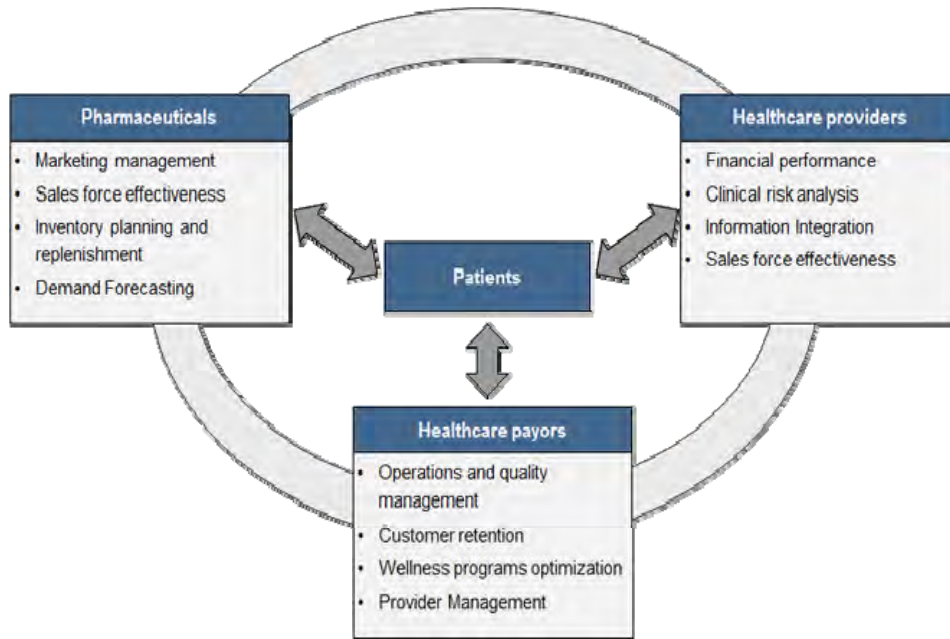 Pharmaceuticals
• Marketing management
• Sales force effectiveness
• Inventory planning and
replenishment
• Demand Forecasting
Healthcare providers
• Financial performance
• Clinical risk analysis
• Information Integration
• Sales force effectiveness
Patients
Healthcare payors
• Operations and quality
management
• Customer retention
• Wellness programs optimization
• Provider Management